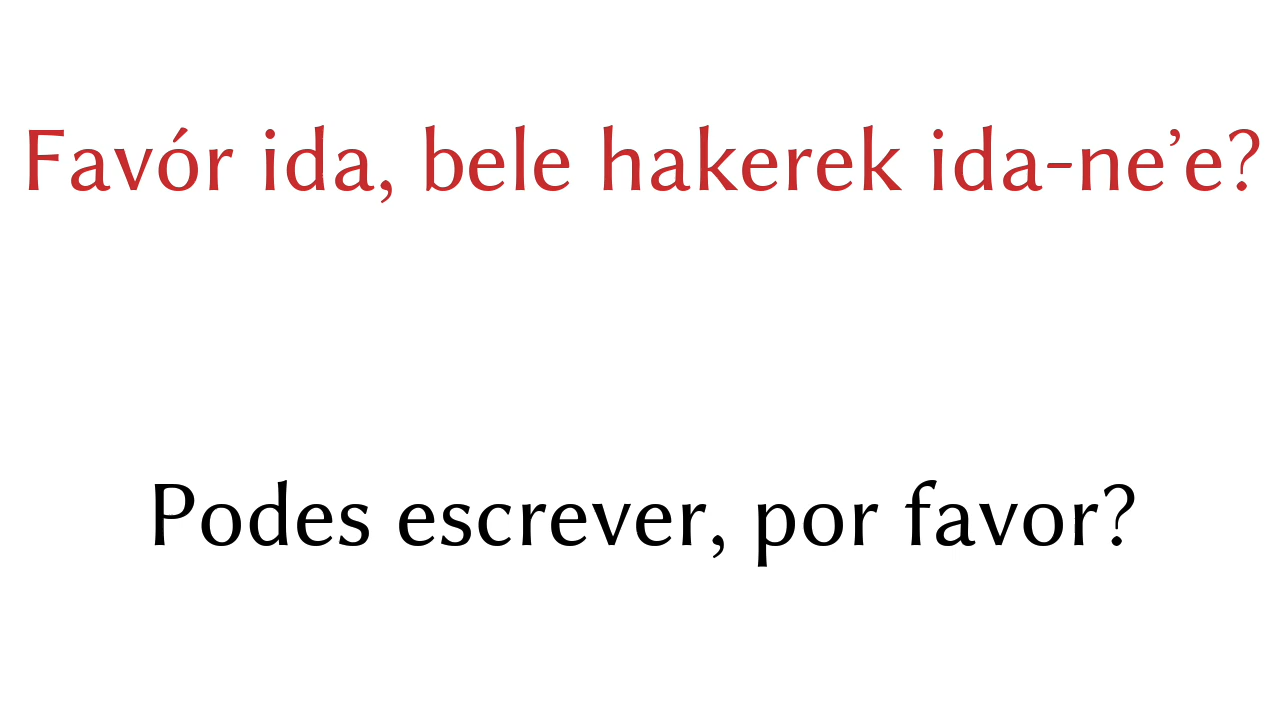 Favór ida, bele hakerek ida-ne’e?
Podes escrever, por favor?